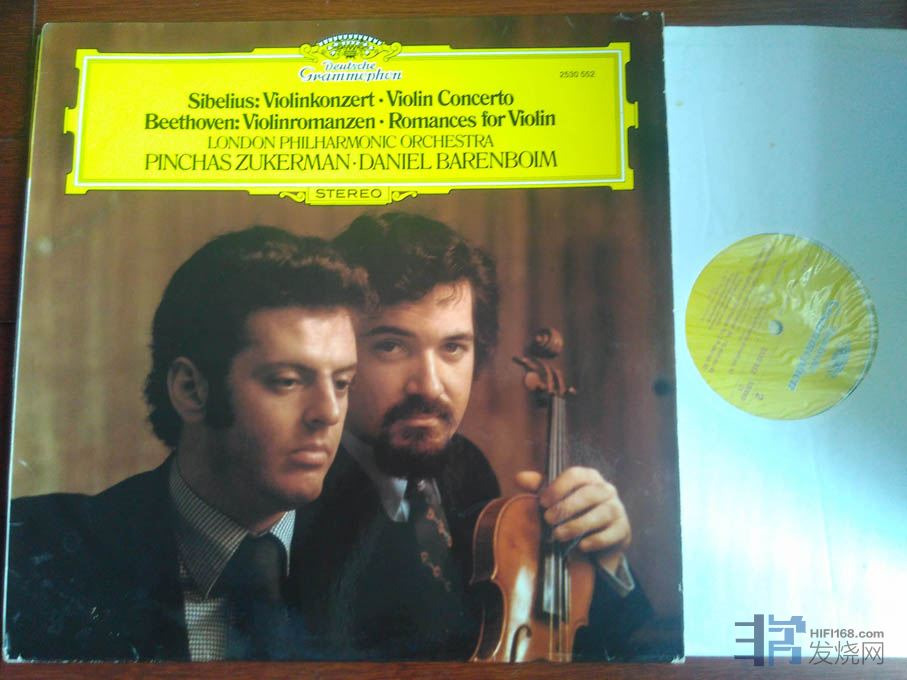 Deutsche
Grammophon
2530 552
Sibelius: Violinkonzert · Violin Concerto
Beethoven: Violinromanzen · Romances for Violin
LONDON PHILHARMONIC ORCHESTRA
PINCHAS ZUKERMAN · DANIEL BARENBOIM
STEREO
HIFI168.com
发烧网